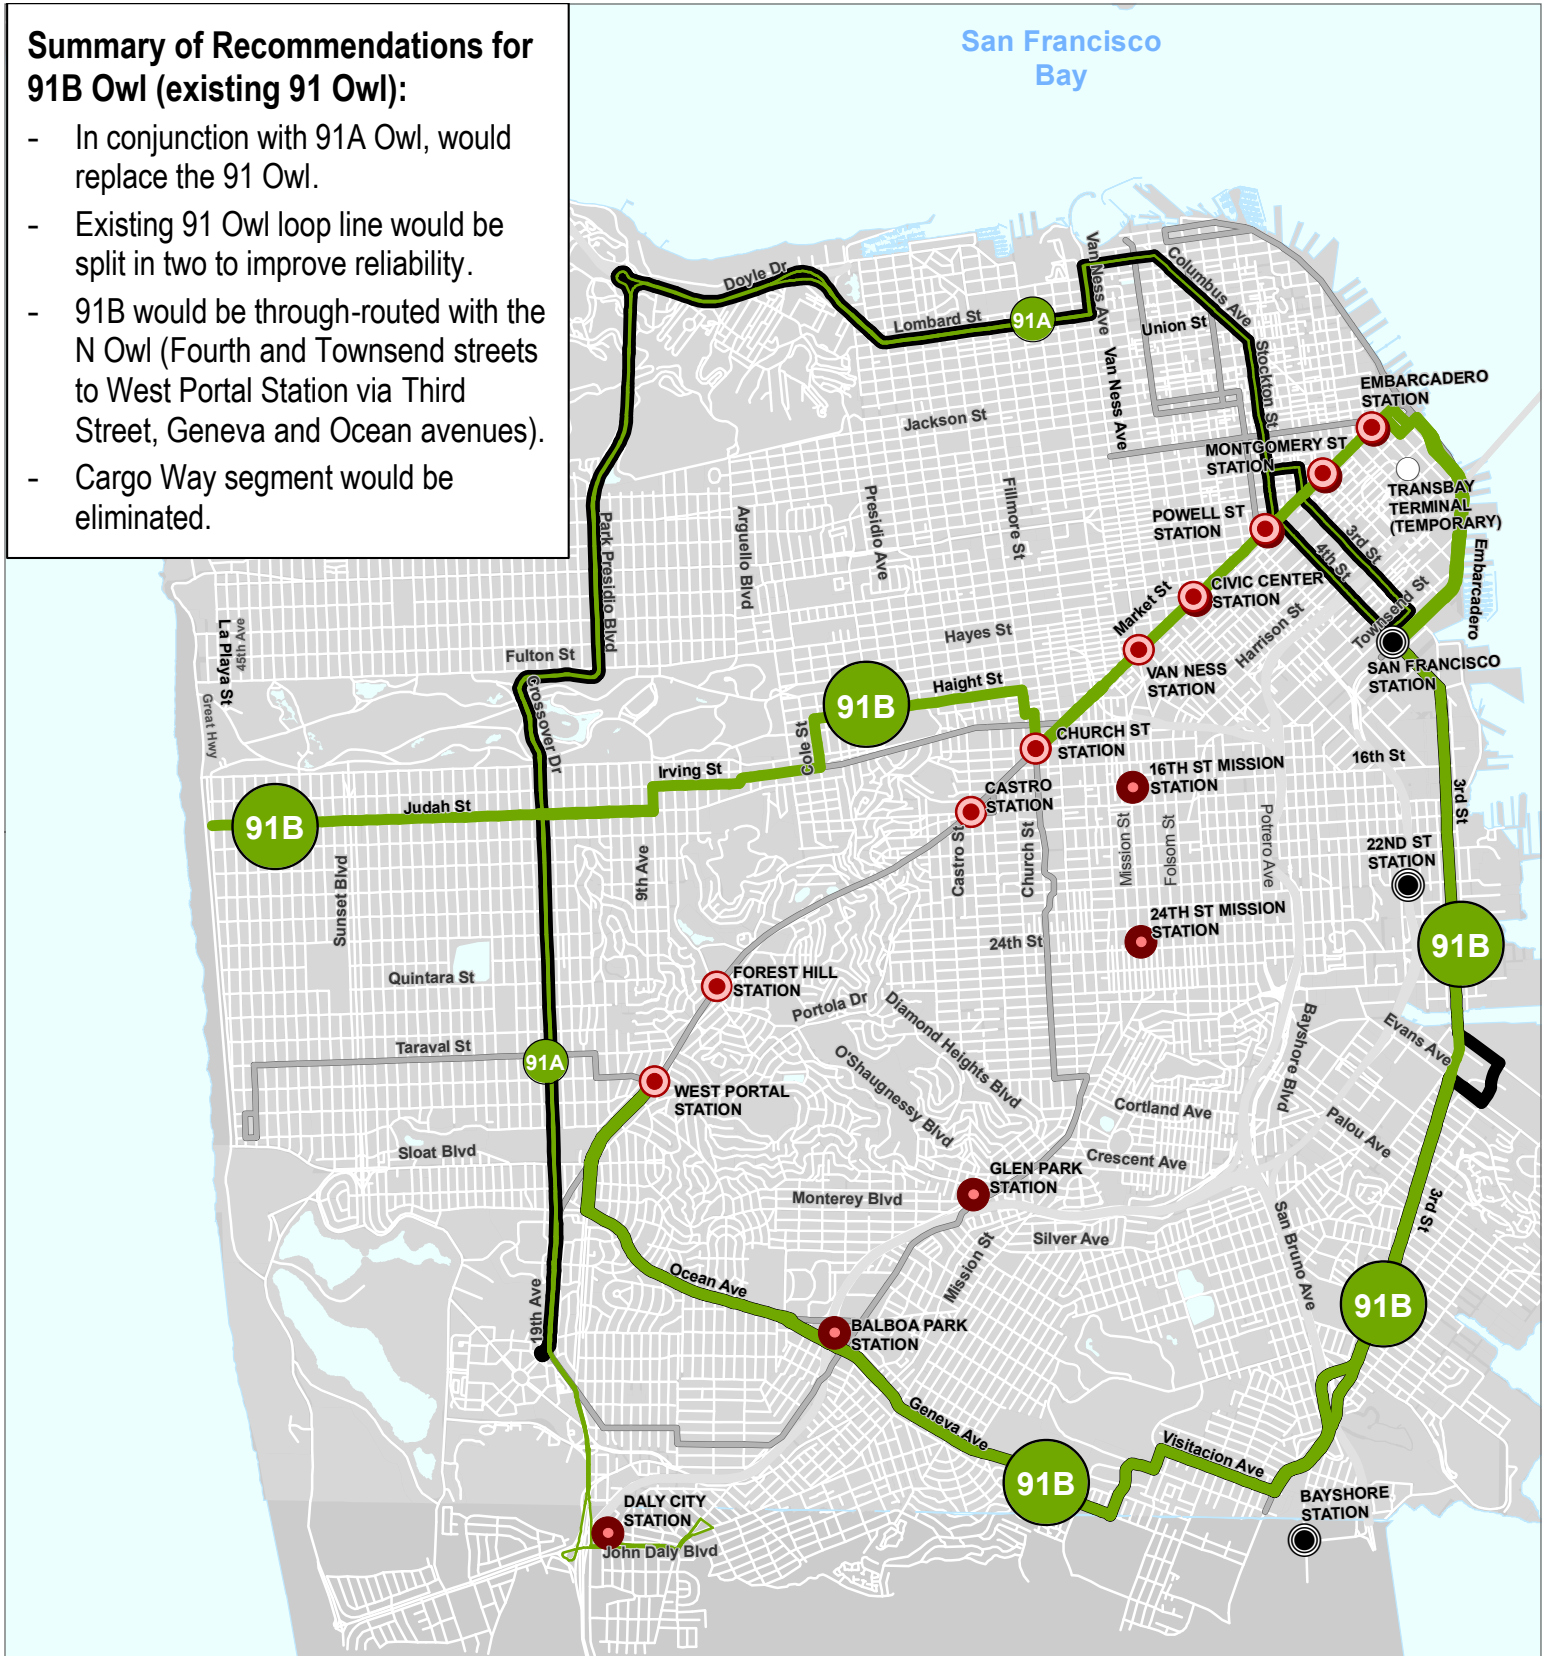 Summary of Recommendations for
91B Owl (existing 91 Owl):
- In conjunction with 91A Owl, would
replace the 91 Owl.
- Existing 91 Owl loop line would be
split in two to improve reliability.
- 91B would be through-routed with the
N Owl (Fourth and Townsend streets
to West Portal Station via Third
Street, Geneva and Ocean avenues).
- Cargo Way segment would be
eliminated.
San Francisco
Bay
Doyle Dr
Lombard St
91A
Van Ness Ave
Columbus Ave
Union St
Van Ness Ave
Stockton St
Jackson St
EMBARCADERO
STATION
MONTGOMERY ST
STATION
TRANSBAY
TERMINAL
(TEMPORARY)
POWELL ST
STATION
3rd St
4th St
Embarcadero
Park Presidio Blvd
Arguello Blvd
Presidio Ave
Fillmore St
CIVIC CENTER
STATION
Market St
Harrison St
Townsend St
SAN FRANCISCO
STATION
La Playa St
45th Ave
Great Hwy
Fulton St
Crossover Dr
Hayes St
Haight St
91B
VAN NESS
STATION
CHURCH ST
STATION
16th St
Cole St
Irving St
Judah St
91B
CASTRO
STATION
16TH ST MISSION
STATION
3rd St
22ND ST
STATION
Sunset Blvd
9th Ave
Castro St
Church St
Mission St
Folsom St
Potrero Ave
24TH ST MISSION
STATION
24th St
91B
Quintara St
FOREST HILL
STATION
Portola Dr
Diamond Heights Blvd
O'Shaugnessy Blvd
Bayshore Blvd
Evans Ave
Taraval St
91A
WEST PORTAL
STATION
Cortland Ave
Palou Ave
Sloat Blvd
Crescent Ave
GLEN PARK
STATION
Monterey Blvd
3rd St
Silver Ave
San Bruno Ave
Mission St
Ocean Ave
91B
19th Ave
BALBOA PARK
STATION
Geneva Ave
Visitacion Ave
91B
BAYSHORE
STATION
DALY CITY
STATION
John Daly Blvd